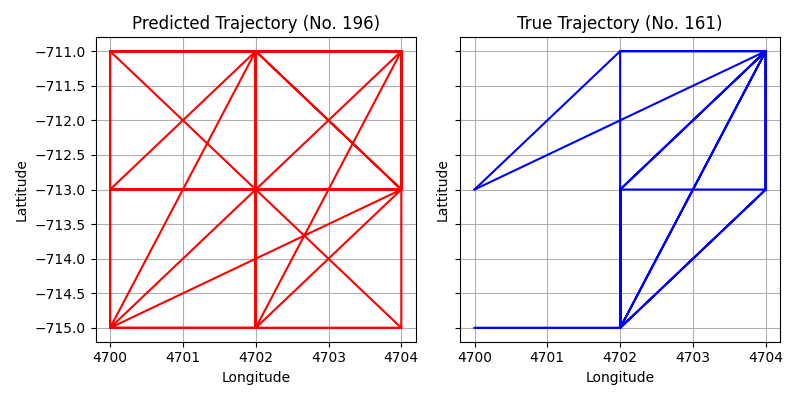 Predicted Trajectory (No. 196)
True Trajectory (No. 161)
−711.0
−711.5
−712.0
−712.5
−713.0
−713.5
−714.0
−714.5
−715.0
Lattitude
Lattitude
4700 4701 4702 4703 4704
4700 4701 4702 4703 4704
Longitude
Longitude